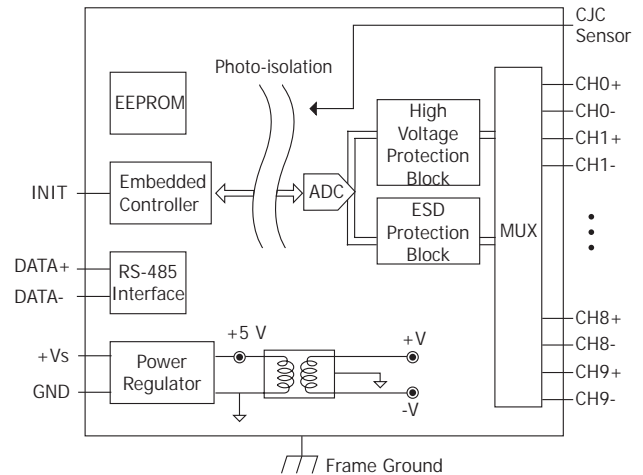 CJC
Sensor
Photo-isolation
EEPROM
High
Voltage
Protection
Block
CH0+
CH0-
CH1+
CH1-
INIT
Embedded
Controller
ADC
ESD
Protection
Block
MUX
DATA+
DATA-
RS-485
Interface
CH8+
CH8-
CH9+
CH9-
+Vs
GND
Power
Regulator
+5 V
+V
-V
Frame Ground